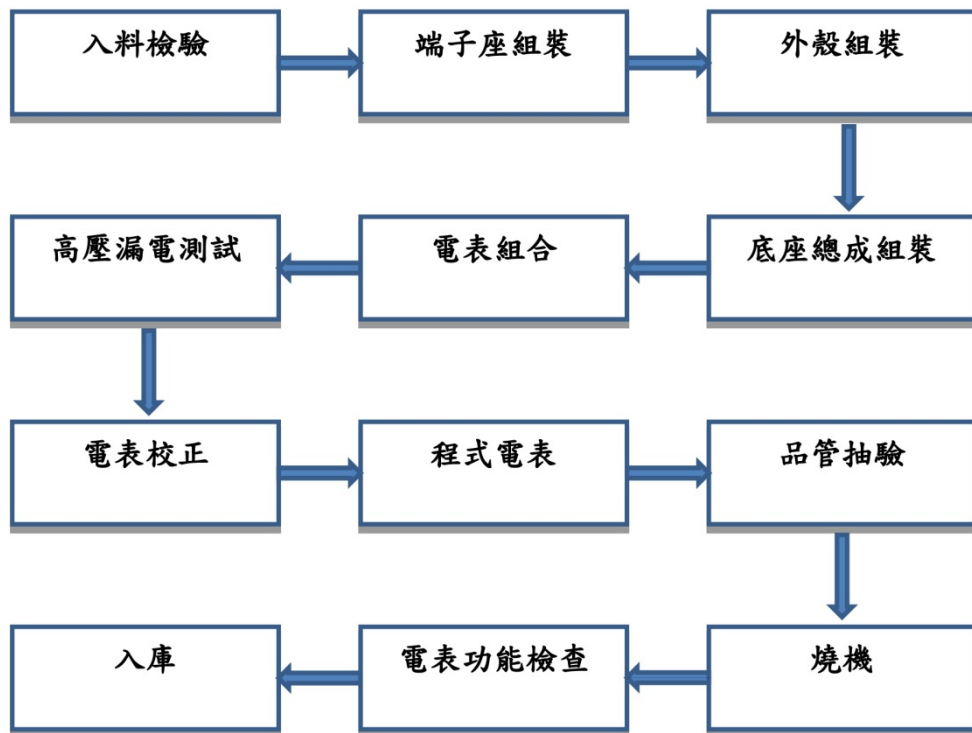 入料檢驗
端子座組裝
外殼組裝
底座總成組裝
電表組合
高壓漏電測試
電表校正
程式電表
品管抽驗
燒機
電表功能檢查
入庫